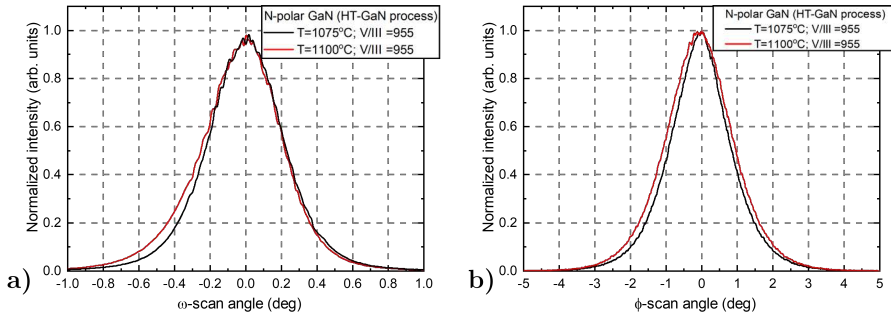 N-polar GaN (HT-GaN process)
T=1075°C; V/III =955
T=1100°C; V/III =955
Normalized intensity (arb. units)
1.0
0.8
0.6
0.4
0.2
0.0
-1.0 -0.8 -0.6 -0.4 -0.2 0.0 0.2 0.4 0.6 0.8 1.0
ω-scan angle (deg)
a)
N-polar GaN (HT-GaN process)
T=1075°C; V/III =955
T=1100°C; V/III =955
Normalized intensity (arb. units)
1.0
0.8
0.6
0.4
0.2
0.0
-5 -4 -3 -2 -1 0 1 2 3 4 5
ϕ-scan angle (deg)
b)